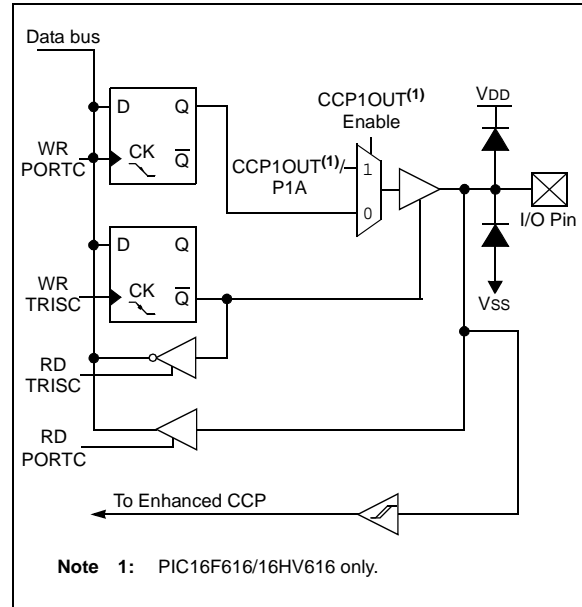 Data bus
D Q
CK
Q
WR
PORTC
CCP1OUT(1)
Enable
CCP1OUT(1)/
P1A
1
0
VDD
I/O Pin
VSS
D Q
CK
Q
WR
TRISC
RD
TRISC
RD
PORTC
To Enhanced CCP
Note 1: PIC16F616/16HV616 only.